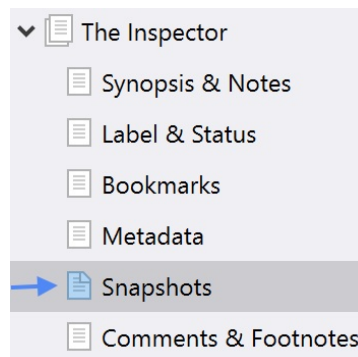 The Inspector
Synopsis & Notes
Label & Status
Bookmarks
Metadata
Snapshots
Comments & Footnotes